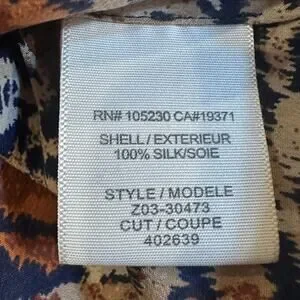 RN# 105230 CA#19371
SHELL/EXTERIEUR
100% SILK/SOIE
STYLE/MODELE
Z03-30473
CUT/COUPE
402639